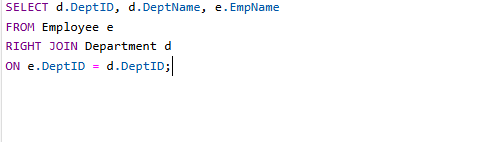 SELECT d.DeptID, d.DeptName, e.EmpName
FROM Employee e
RIGHT JOIN Department d
ON e.DeptID = d.DeptID;